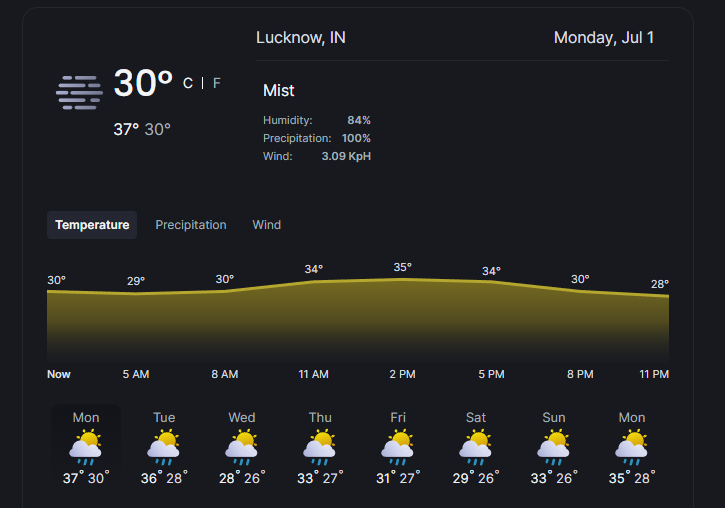 Lucknow, IN Monday, Jul 1
30° C | F
37° 30°
Mist
Humidity: 84%
Precipitation: 100%
Wind: 3.09 KpH
Temperature Precipitation Wind
30° 29° 30° 34° 35° 34° 30° 28°
Now 5 AM 8 AM 11 AM 2 PM 5 PM 8 PM 11 PM
Mon Tue Wed Thu Fri Sat Sun Mon
37° 30° 36° 28° 28° 26° 33° 27° 31° 27° 29° 26° 33° 26° 35° 28°